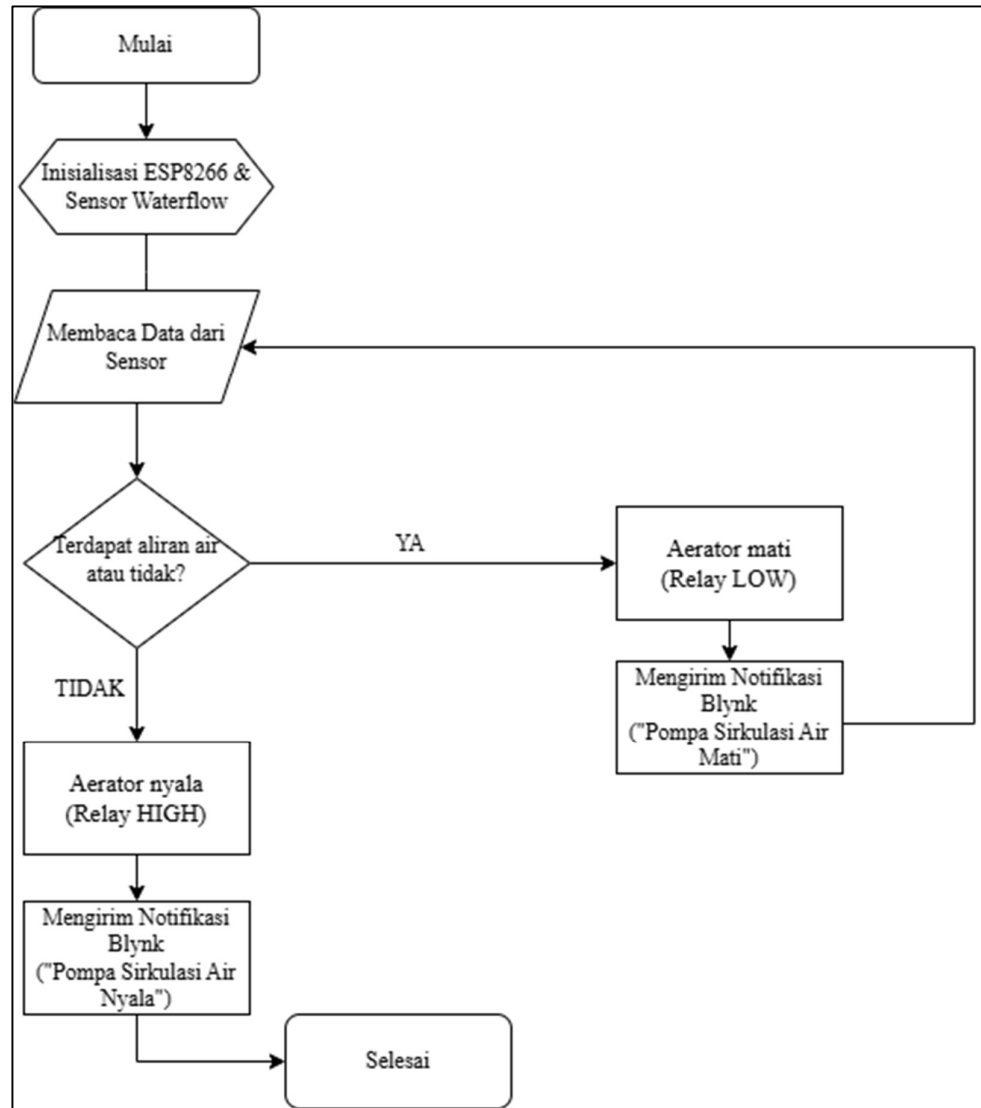 Mulai
Inisialisasi ESP8266 &
Sensor Waterflow
Membaca Data dari
Sensor
Terdapat aliran air
atau tidak?
YA
Aerator mati
(Relay LOW)
Mengirim Notifikasi
Blynk
("Pompa Sirkulasi Air
Mati")
TIDAK
Aerator nyala
(Relay HIGH)
Mengirim Notifikasi
Blynk
("Pompa Sirkulasi Air
Nyala")
Selesai